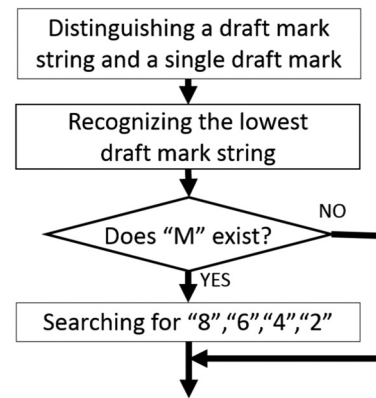 Distinguishing a draft mark
string and a single draft mark
Recognizing the lowest
draft mark string
Does “M” exist?
NO
YES
Searching for “8”,“6”,“4”,“2”